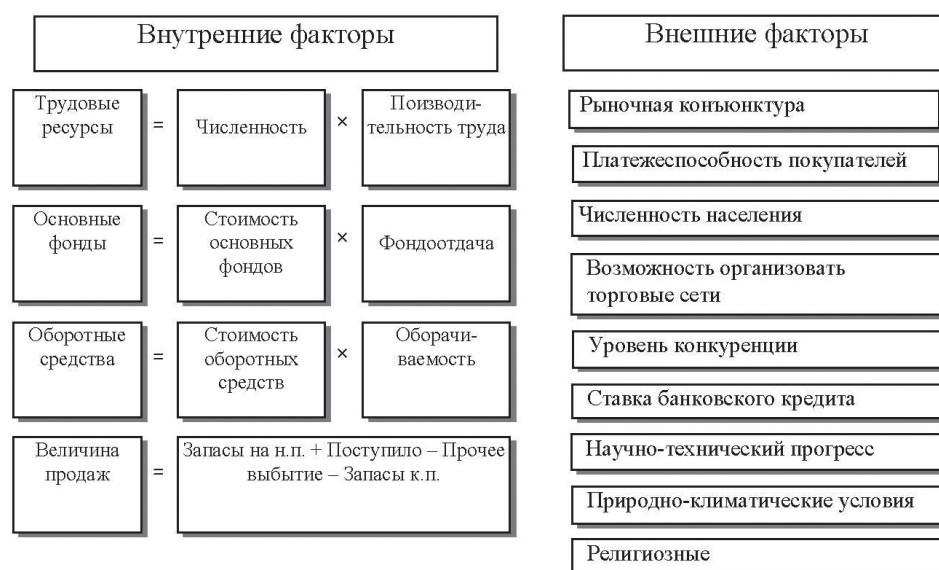 Внутренние факторы
Трудовые
ресурсы
=
Численность
×
Поизводи-
тельность труда
Основные
фонды
=
Стоимость
основных
фондов
×
Фондоотдача
Оборотные
средства
=
Стоимость
оборотных
средств
×
Оборачи-
ваемость
Величина
продаж
=
Запасы на н.п. + Поступило – Прочее
выбытие – Запасы к.п.
Внешние факторы
Рыночная конъюнктура
Платежеспособность покупателей
Численность населения
Возможность организовать
торговые сети
Уровень конкуренции
Ставка банковского кредита
Научно-технический прогресс
Природно-климатические условия
Религиозные